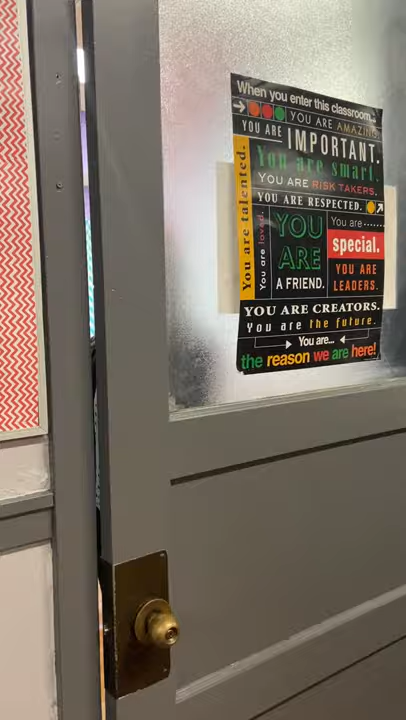 When you enter this classroom...
YOU ARE AMAZING
YOU ARE IMPORTANT.
You are smart.
YOU ARE RISK TAKERS.
YOU ARE RESPECTED.
You are talented.
You are loved.
YOU
ARE
A FRIEND.
You are
special.
YOU ARE
LEADERS.
YOU ARE CREATORS.
You are the future.
You are...
the reason we are here!